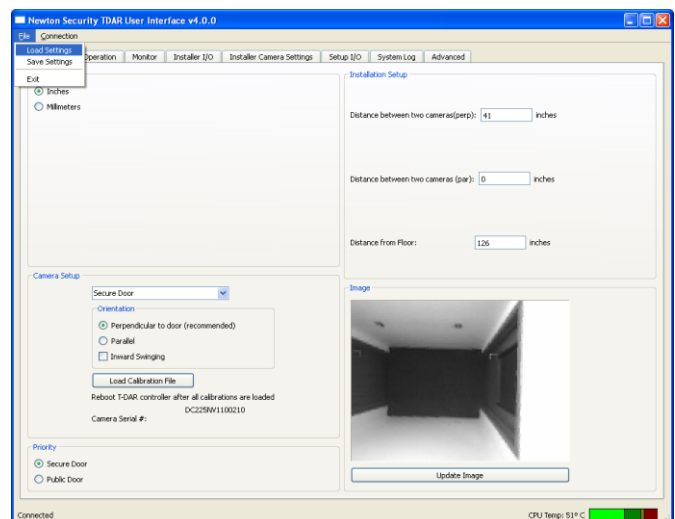 Newton Security TDAR User Interface v4.0.0
File Connection
Load Settings
Save Settings
Exit
Operation Monitor Installer I/O Installer Camera Settings Setup I/O System Log Advanced
Inches
Millimeters
Installation Setup
Distance between two cameras(perp): 41 inches
Distance between two cameras (par): 0 inches
Distance from Floor: 126 inches
Camera Setup
Secure Door
Orientation
Perpendicular to door (recommended)
Parallel
Inward Swinging
Load Calibration File
Reboot T-DAR controller after all calibrations are loaded
DC225NV1100210
Camera Serial #:
Priority
Secure Door
Public Door
Image
Update Image
Connected CPU Temp: 51° C